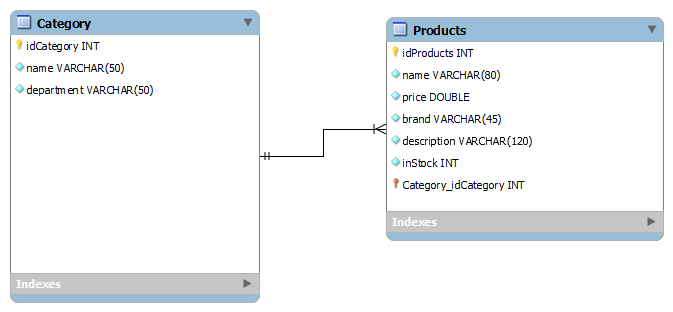 Category
idCategory INT
name VARCHAR(50)
department VARCHAR(50)
Indexes
Products
idProducts INT
name VARCHAR(80)
price DOUBLE
brand VARCHAR(45)
description VARCHAR(120)
inStock INT
Category_idCategory INT
Indexes